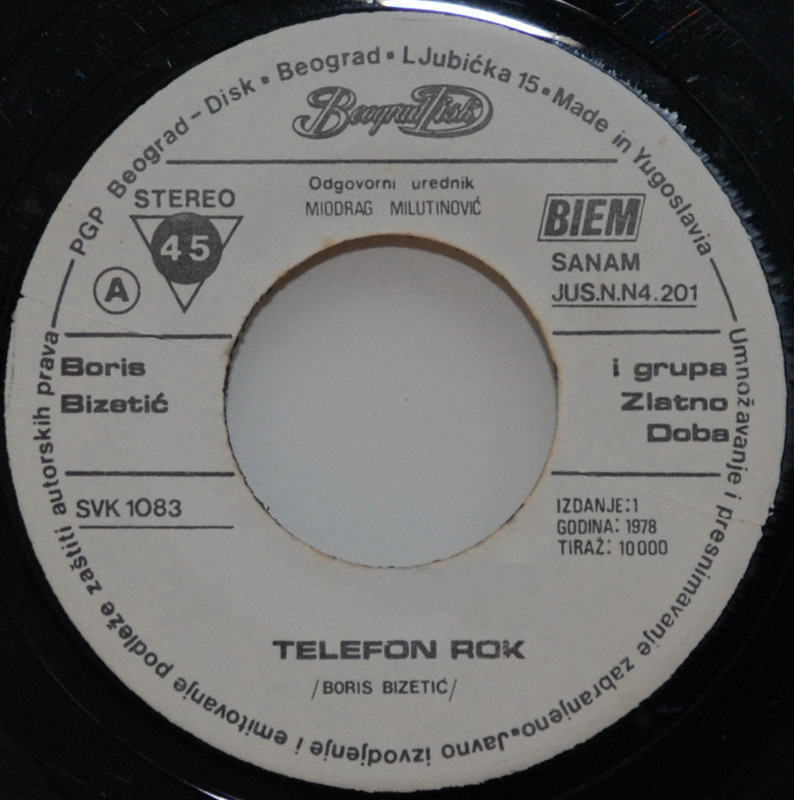 PGP Beograd-Disk ▪ Beograd ▪ LJubićka 15 ▪ Made in Yugoslavia
Beograd Disk
Odgovorni urednik
MIODRAG MILUTINOVIĆ
STEREO
45
A
BIEM
SANAM
JUS.N.N4.201
Boris
Bizetić
i grupa
Zlatno
Doba
SVK 1083
IZDANJE:1
GODINA: 1978
TIRAŽ: 10000
TELEFON ROK
/BORIS BIZETIĆ/
Umnožavanje i presnimavanje zabranjeno. Javno izvodjenje i emitovanje podleže zaštiti autorskih prava